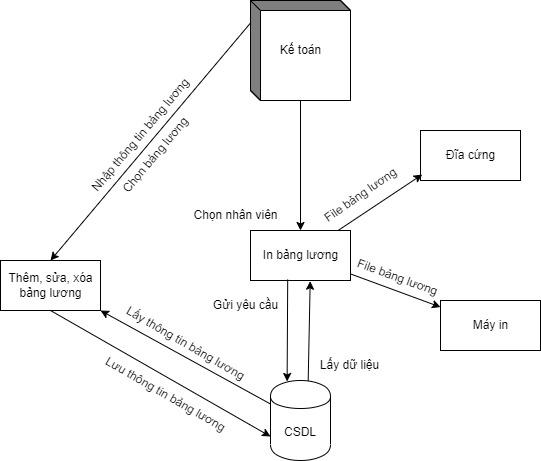 Kế toán
Nhập thông tin bảng lương
Chọn bảng lương
Đĩa cứng
File bảng lương
Chọn nhân viên
In bảng lương
File bảng lương
Thêm, sửa, xóa
bảng lương
Gửi yêu cầu
Máy in
Lấy thông tin bảng lương
Lấy dữ liệu
Lưu thông tin bảng lương
CSDL